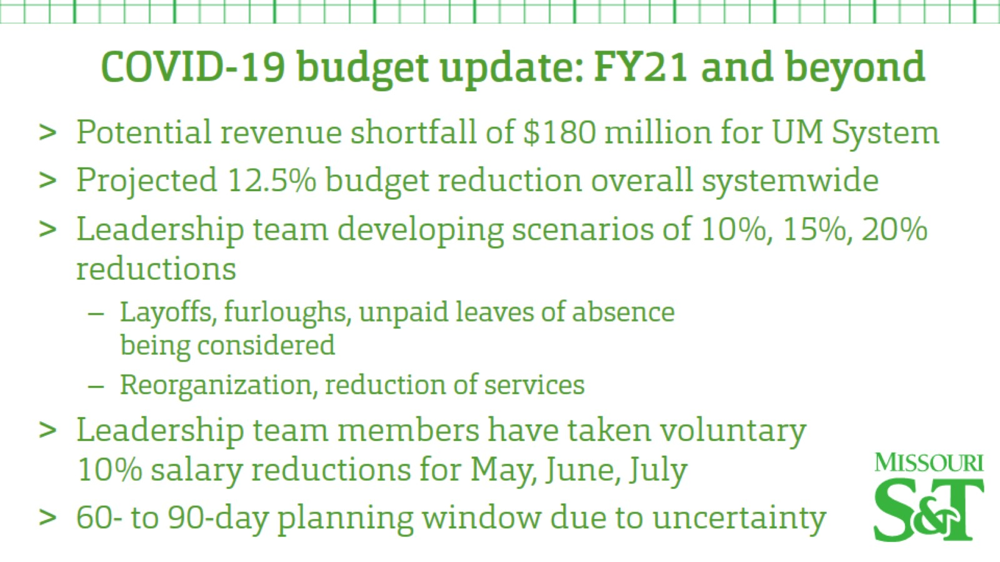 COVID-19 budget update: FY21 and beyond
> Potential revenue shortfall of $180 million for UM System
> Projected 12.5% budget reduction overall systemwide
> Leadership team developing scenarios of 10%, 15%, 20%
reductions
– Layoffs, furloughs, unpaid leaves of absence
being considered
– Reorganization, reduction of services
> Leadership team members have taken voluntary
10% salary reductions for May, June, July
> 60- to 90-day planning window due to uncertainty
MISSOURI
S&T